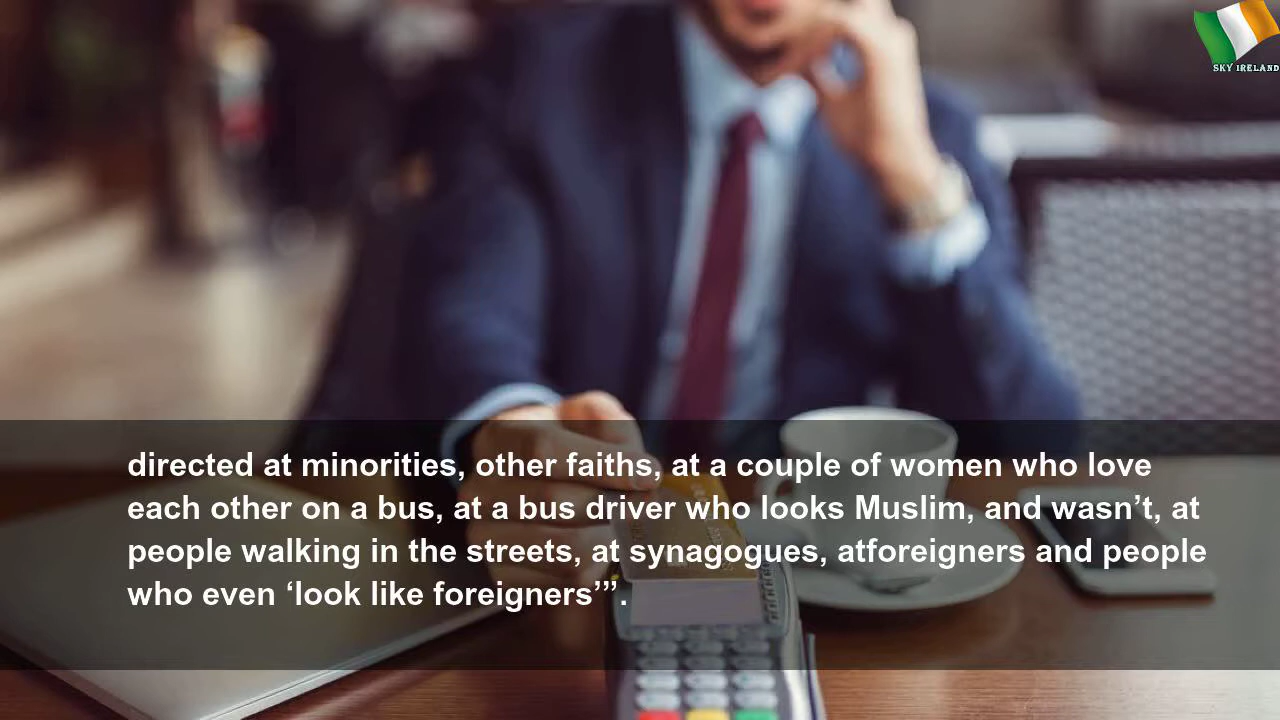 SKY IRELAND
directed at minorities, other faiths, at a couple of women who love
each other on a bus, at a bus driver who looks Muslim, and wasn’t, at
people walking in the streets, at synagogues, atforeigners and people
who even ‘look like foreigners’”.